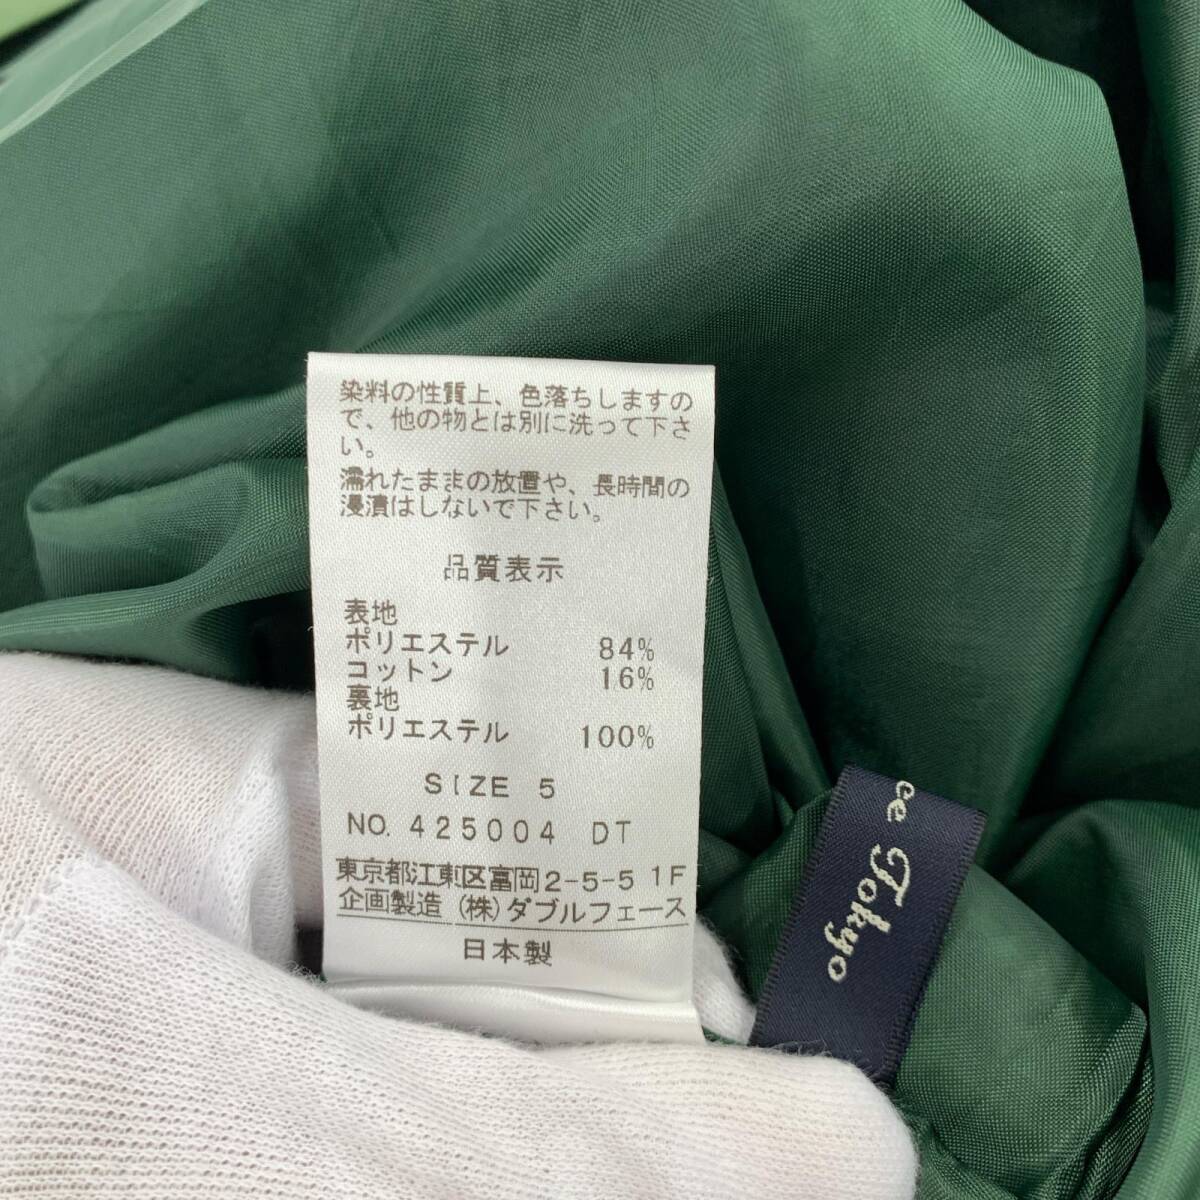 染料の性質上、色落ちしますの
で、他の物とは別に洗って下さ
い。
濡れたままの放置や、長時間の
浸漬はしないで下さい。
品質表示
表地
ポリエステル 84%
コットン 16%
裏地
ポリエステル 100%
SIZE 5
NO. 425004 DT
東京都江東区富岡2-5-5 1F
企画製造 (株)ダブルフェース
日本製
ce Tokyo